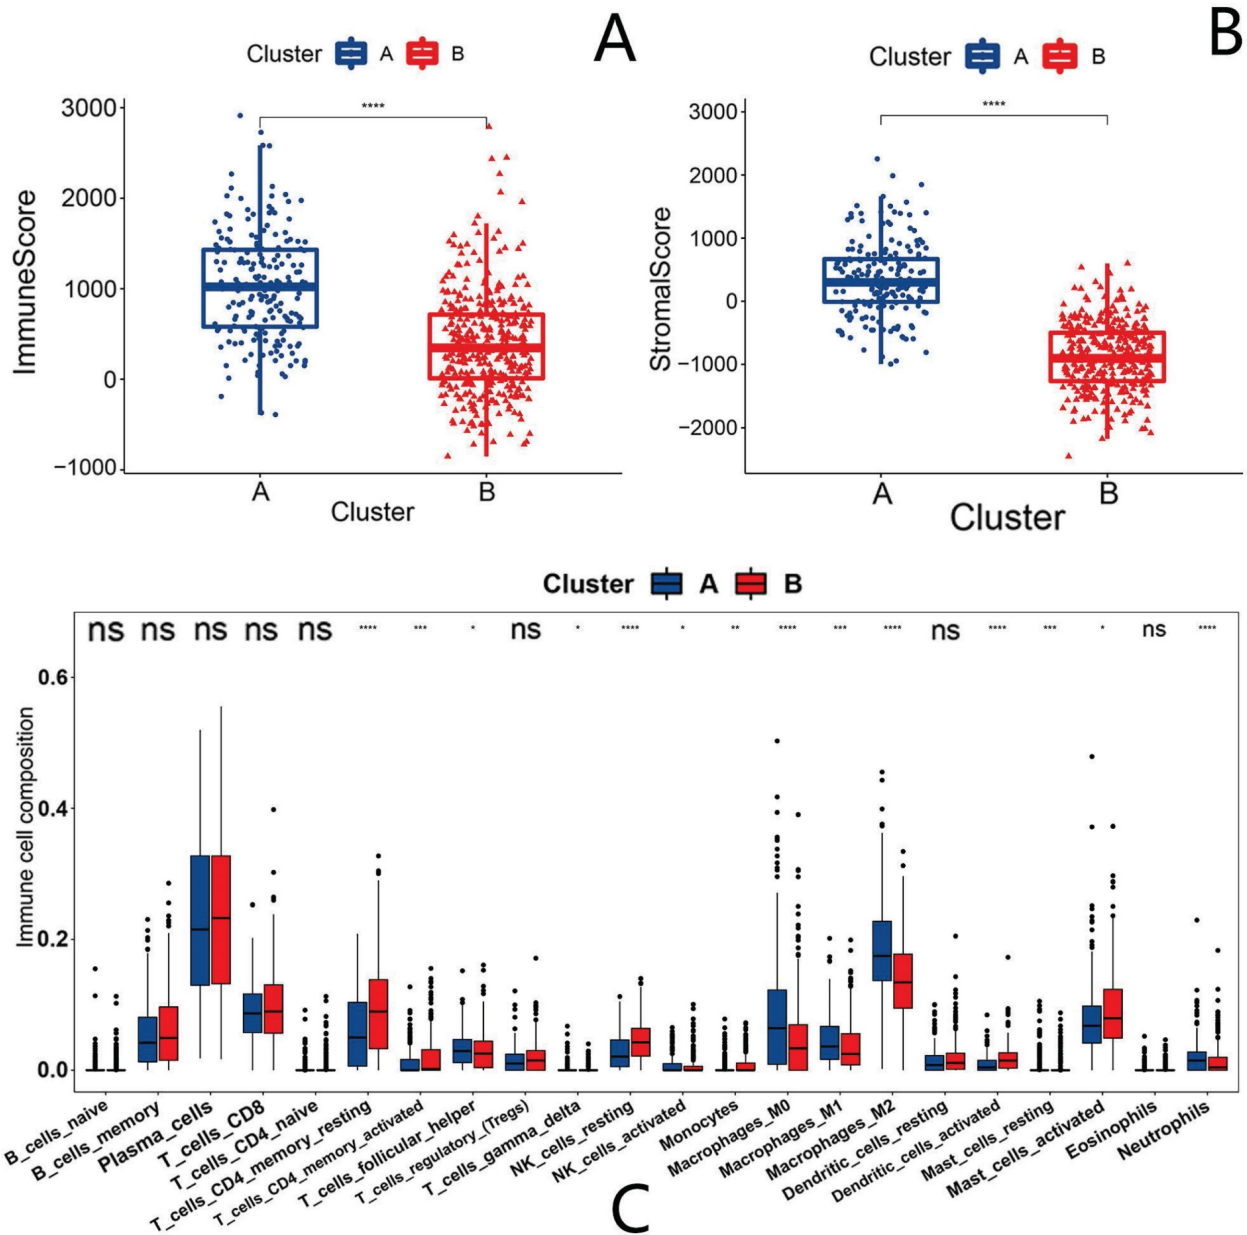 A
B
Cluster A B
Cluster A B
****
****
ImmuneScore
3000
2000
1000
0
−1000
A
B
Cluster
StromalScore
3000
2000
1000
0
−1000
−2000
A
B
Cluster
Cluster A B
ns ns ns ns ns **** *** * ns * **** * ** **** *** **** ns **** *** * ns ****
Immune cell composition
0.6
0.4
0.2
0.0
B_cells_naive
B_cells_memory
Plasma_cells
T_cells_CD8
T_cells_CD4_naive
T_cells_CD4_memory_resting
T_cells_CD4_memory_activated
T_cells_follicular_helper
T_cells_regulatory_(Tregs)
T_cells_gamma_delta
NK_cells_resting
NK_cells_activated
Monocytes
Macrophages_M0
Macrophages_M1
Macrophages_M2
Dendritic_cells_resting
Dendritic_cells_activated
Mast_cells_resting
Mast_cells_activated
Eosinophils
Neutrophils
C